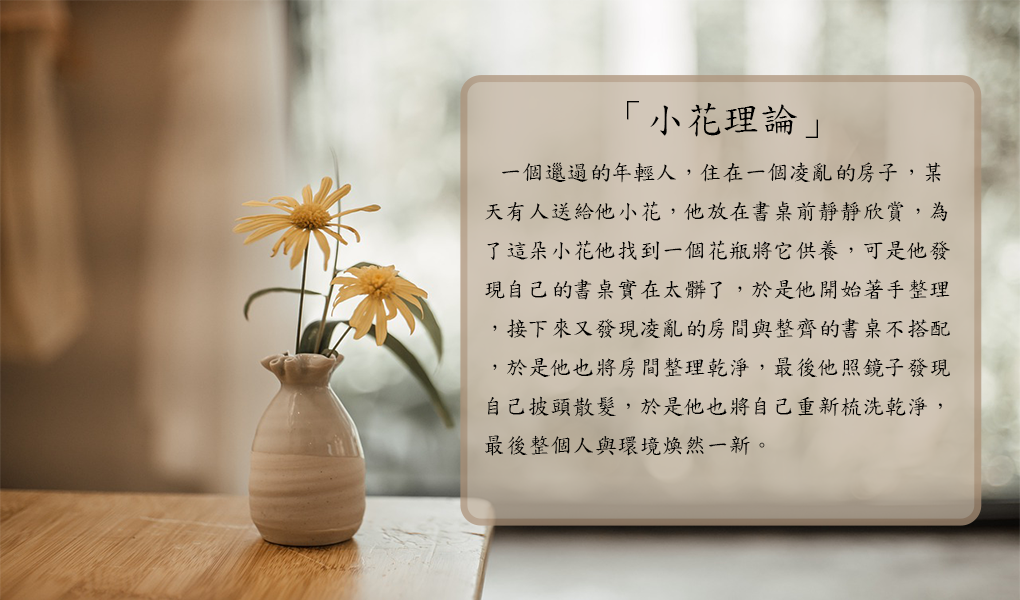 「小花理論」
一個邋遢的年輕人，住在一個凌亂的房子，某
天有人送給他小花，他放在書桌前靜靜欣賞，為
了這朵小花他找到一個花瓶將它供養，可是他發
現自己的書桌實在太髒了，於是他開始著手整理
，接下來又發現凌亂的房間與整齊的書桌不搭配
，於是他也將房間整理乾淨，最後他照鏡子發現
自己披頭散髮，於是他也將自己重新梳洗乾淨，
最後整個人與環境煥然一新。